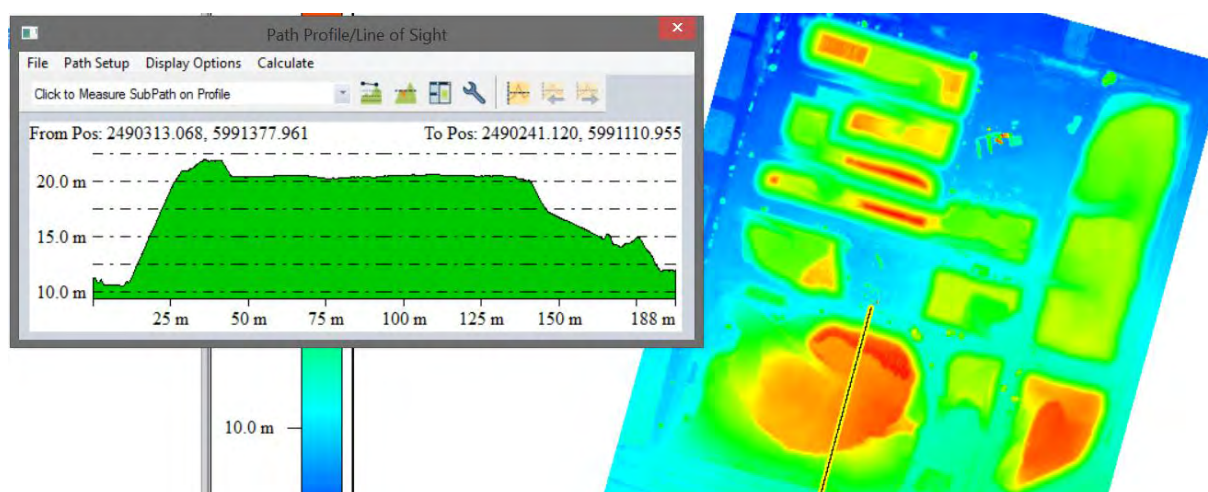 Path Profile/Line of Sight
File Path Setup Display Options Calculate
Click to Measure SubPath on Profile
From Pos: 2490313.068, 5991377.961 To Pos: 2490241.120, 5991110.955
20.0 m
15.0 m
10.0 m
25 m 50 m 75 m 100 m 125 m 150 m 188 m
10.0 m